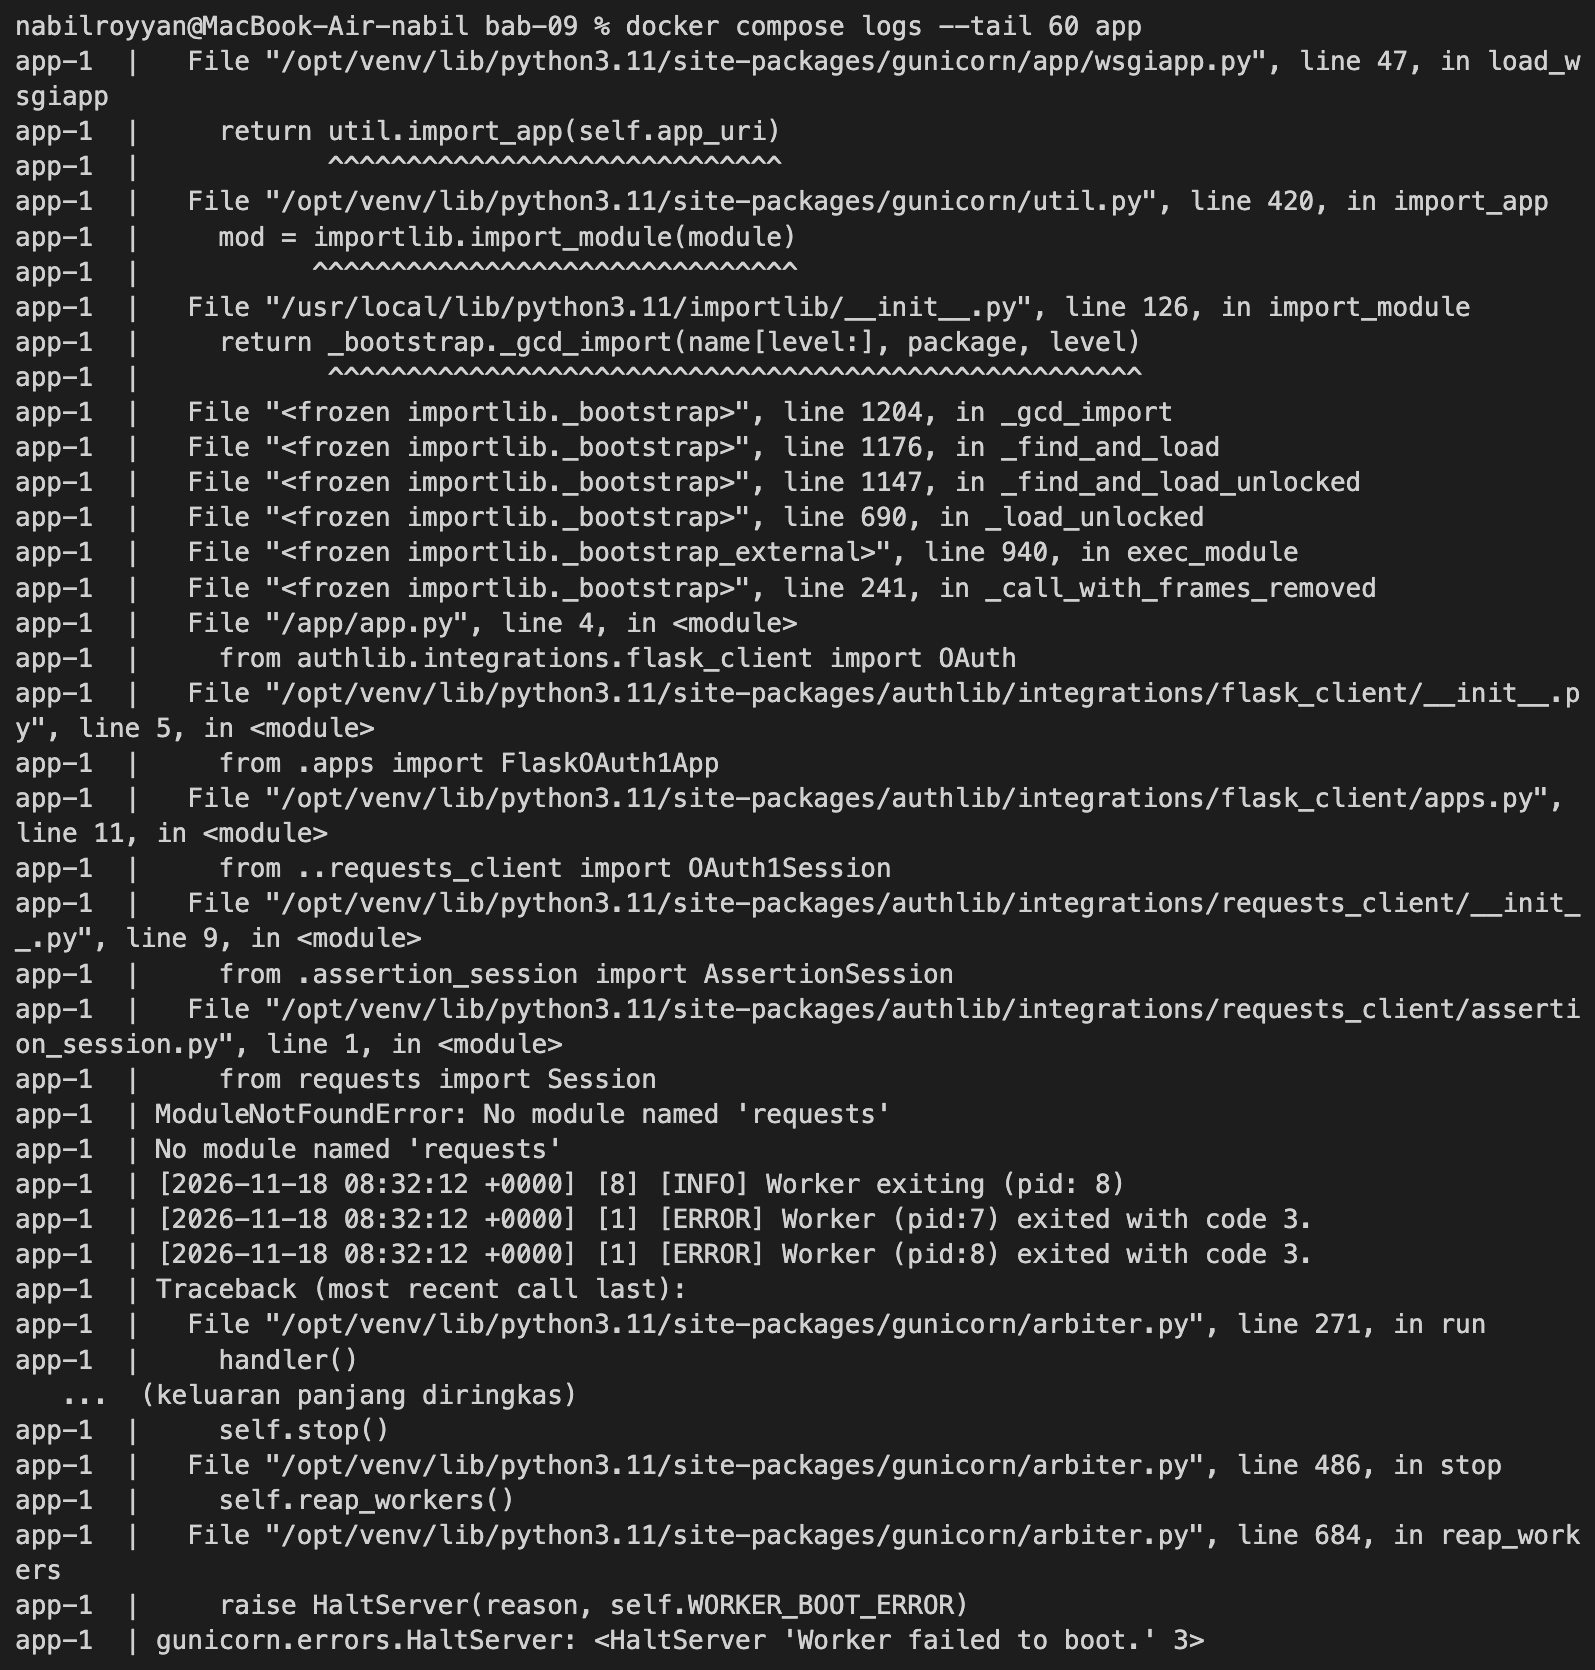 nabilroyyan@MacBook-Air-nabil bab-09 % docker compose logs --tail 60 app
app-1  |   File "/opt/venv/lib/python3.11/site-packages/gunicorn/app/wsgiapp.py", line 47, in load_w
sgiapp
app-1  |     return util.import_app(self.app_uri)
app-1  |            ^^^^^^^^^^^^^^^^^^^^^^^^^^^^^
app-1  |   File "/opt/venv/lib/python3.11/site-packages/gunicorn/util.py", line 420, in import_app
app-1  |     mod = importlib.import_module(module)
app-1  |           ^^^^^^^^^^^^^^^^^^^^^^^^^^^^^^^
app-1  |   File "/usr/local/lib/python3.11/importlib/__init__.py", line 126, in import_module
app-1  |     return _bootstrap._gcd_import(name[level:], package, level)
app-1  |            ^^^^^^^^^^^^^^^^^^^^^^^^^^^^^^^^^^^^^^^^^^^^^^^^^^^^
app-1  |   File "<frozen importlib._bootstrap>", line 1204, in _gcd_import
app-1  |   File "<frozen importlib._bootstrap>", line 1176, in _find_and_load
app-1  |   File "<frozen importlib._bootstrap>", line 1147, in _find_and_load_unlocked
app-1  |   File "<frozen importlib._bootstrap>", line 690, in _load_unlocked
app-1  |   File "<frozen importlib._bootstrap_external>", line 940, in exec_module
app-1  |   File "<frozen importlib._bootstrap>", line 241, in _call_with_frames_removed
app-1  |   File "/app/app.py", line 4, in <module>
app-1  |     from authlib.integrations.flask_client import OAuth
app-1  |   File "/opt/venv/lib/python3.11/site-packages/authlib/integrations/flask_client/__init__.p
y", line 5, in <module>
app-1  |     from .apps import FlaskOAuth1App
app-1  |   File "/opt/venv/lib/python3.11/site-packages/authlib/integrations/flask_client/apps.py",
line 11, in <module>
app-1  |     from ..requests_client import OAuth1Session
app-1  |   File "/opt/venv/lib/python3.11/site-packages/authlib/integrations/requests_client/__init_
_.py", line 9, in <module>
app-1  |     from .assertion_session import AssertionSession
app-1  |   File "/opt/venv/lib/python3.11/site-packages/authlib/integrations/requests_client/asserti
on_session.py", line 1, in <module>
app-1  |     from requests import Session
app-1  | ModuleNotFoundError: No module named 'requests'
app-1  | No module named 'requests'
app-1  | [2026-11-18 08:32:12 +0000] [8] [INFO] Worker exiting (pid: 8)
app-1  | [2026-11-18 08:32:12 +0000] [1] [ERROR] Worker (pid:7) exited with code 3.
app-1  | [2026-11-18 08:32:12 +0000] [1] [ERROR] Worker (pid:8) exited with code 3.
app-1  | Traceback (most recent call last):
app-1  |   File "/opt/venv/lib/python3.11/site-packages/gunicorn/arbiter.py", line 271, in run
app-1  |     handler()
   ...  (keluaran panjang diringkas)
app-1  |     self.stop()
app-1  |   File "/opt/venv/lib/python3.11/site-packages/gunicorn/arbiter.py", line 486, in stop
app-1  |     self.reap_workers()
app-1  |   File "/opt/venv/lib/python3.11/site-packages/gunicorn/arbiter.py", line 684, in reap_work
ers
app-1  |     raise HaltServer(reason, self.WORKER_BOOT_ERROR)
app-1  | gunicorn.errors.HaltServer: <HaltServer 'Worker failed to boot.' 3>